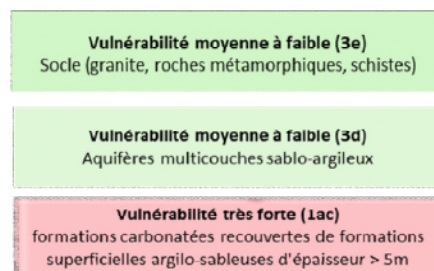 Vulnérabilité moyenne à faible (3e)
Socle (granite, roches métamorphiques, schistes)
Vulnérabilité moyenne à faible (3d)
Aquifères multicouches sablo-argileux
Vulnérabilité très forte (1ac)
formations carbonatées recouvertes de formations
superficielles argilo-sableuses d'épaisseur > 5m